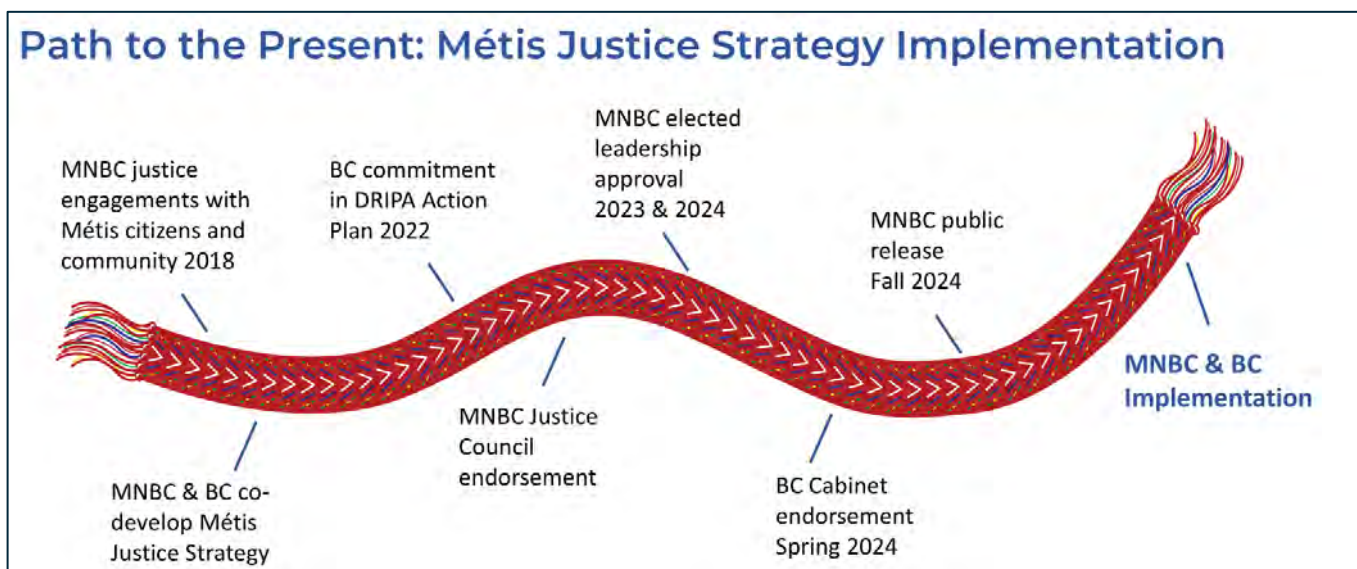 Path to the Present: Métis Justice Strategy Implementation
MNBC justice
engagements with
Métis citizens and
community 2018
MNBC & BC co-
develop Métis
Justice Strategy
BC commitment
in DRIPA Action
Plan 2022
MNBC Justice
Council
endorsement
MNBC elected
leadership
approval
2023 & 2024
BC Cabinet
endorsement
Spring 2024
MNBC public
release
Fall 2024
MNBC & BC
Implementation